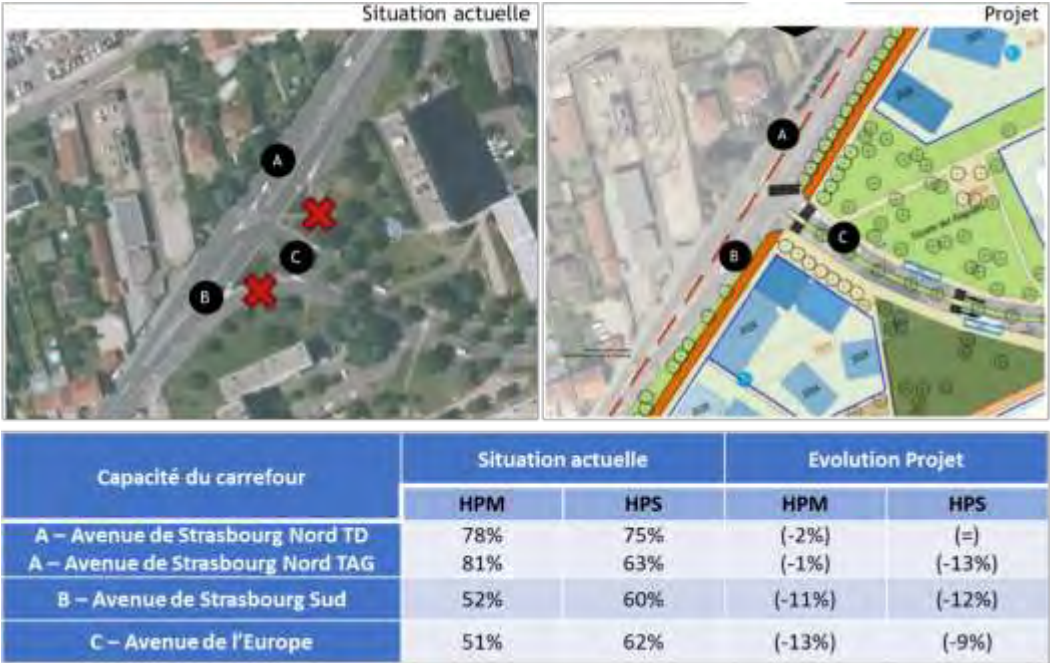 Situation actuelle
Projet
A
B
C
A
B
C
Capacité du carrefour
Situation actuelle
Evolution Projet
HPM HPS HPM HPS
A – Avenue de Strasbourg Nord TD 78% 75% (-2%) (=)
A – Avenue de Strasbourg Nord TAG 81% 63% (-1%) (-13%)
B – Avenue de Strasbourg Sud 52% 60% (-11%) (-12%)
C – Avenue de l'Europe 51% 62% (-13%) (-9%)